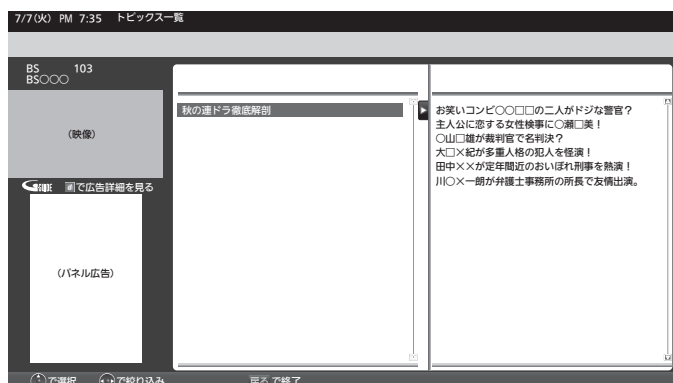 7/7(火) PM 7:35 トピックス一覧
BS 103
BS○○○
(映像)
GGUIDE で広告詳細を見る
(パネル広告)
秋の連ドラ徹底解剖
お笑いコンビ○○□□の二人がドジな警官？
主人公に恋する女性検事に○瀬□美！
○山□雄が裁判官で名判決？
大□×紀が多重人格の犯人を怪演！
田中××が定年間近のおいぼれ刑事を熱演！
川○×一朗が弁護士事務所の所長で友情出演。
で選択 で絞り込み 戻るで終了